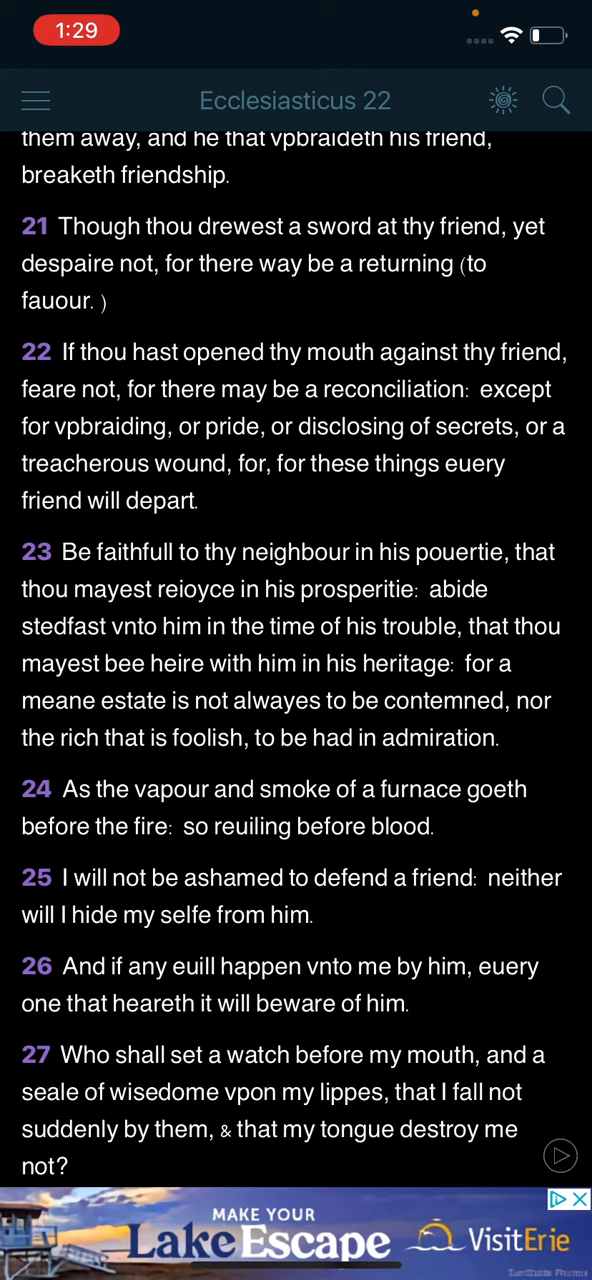 1:29
Ecclesiasticus 22
them away, and he that vpbraideth his friend,
breaketh friendship.
21 Though thou drewest a sword at thy friend, yet
despaire not, for there way be a returning (to
fauour. )
22 If thou hast opened thy mouth against thy friend,
feare not, for there may be a reconciliation: except
for vpbraiding, or pride, or disclosing of secrets, or a
treacherous wound, for, for these things euery
friend will depart.
23 Be faithfull to thy neighbour in his pouertie, that
thou mayest reioyce in his prosperitie: abide
stedfast vnto him in the time of his trouble, that thou
mayest bee heire with him in his heritage: for a
meane estate is not alwayes to be contemned, nor
the rich that is foolish, to be had in admiration.
24 As the vapour and smoke of a furnace goeth
before the fire: so reuiling before blood.
25 I will not be ashamed to defend a friend: neither
will I hide my selfe from him.
26 And if any euill happen vnto me by him, euery
one that heareth it will beware of him.
27 Who shall set a watch before my mouth, and a
seale of wisedome vpon my lippes, that I fall not
suddenly by them, & that my tongue destroy me
not?
MAKE YOUR
Lake Escape
VisitErie